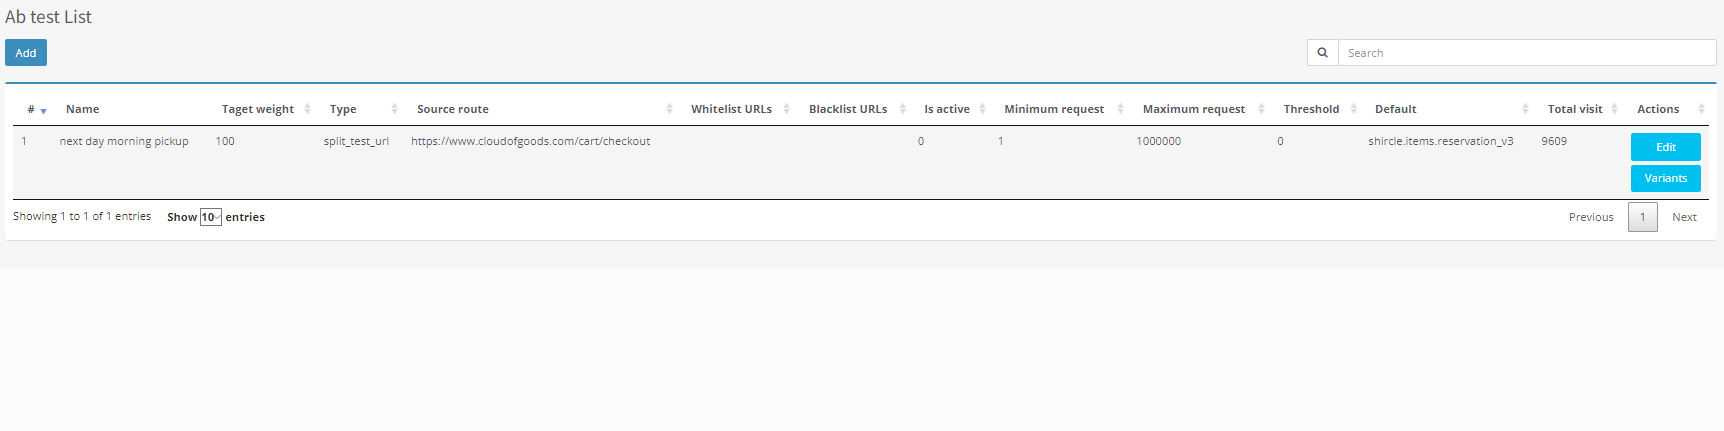 Ab test List
Add
Search
# Name Taget weight Type Source route Whitelist URLs Blacklist URLs Is active Minimum request Maximum request Threshold Default Total visit Actions
1 next day morning pickup 100 split_test_url https://www.cloudofgoods.com/cart/checkout 0 1 1000000 0 shircle.items.reservation_v3 9609 Edit
Variants
Showing 1 to 1 of 1 entries Show 10 entries Previous 1 Next